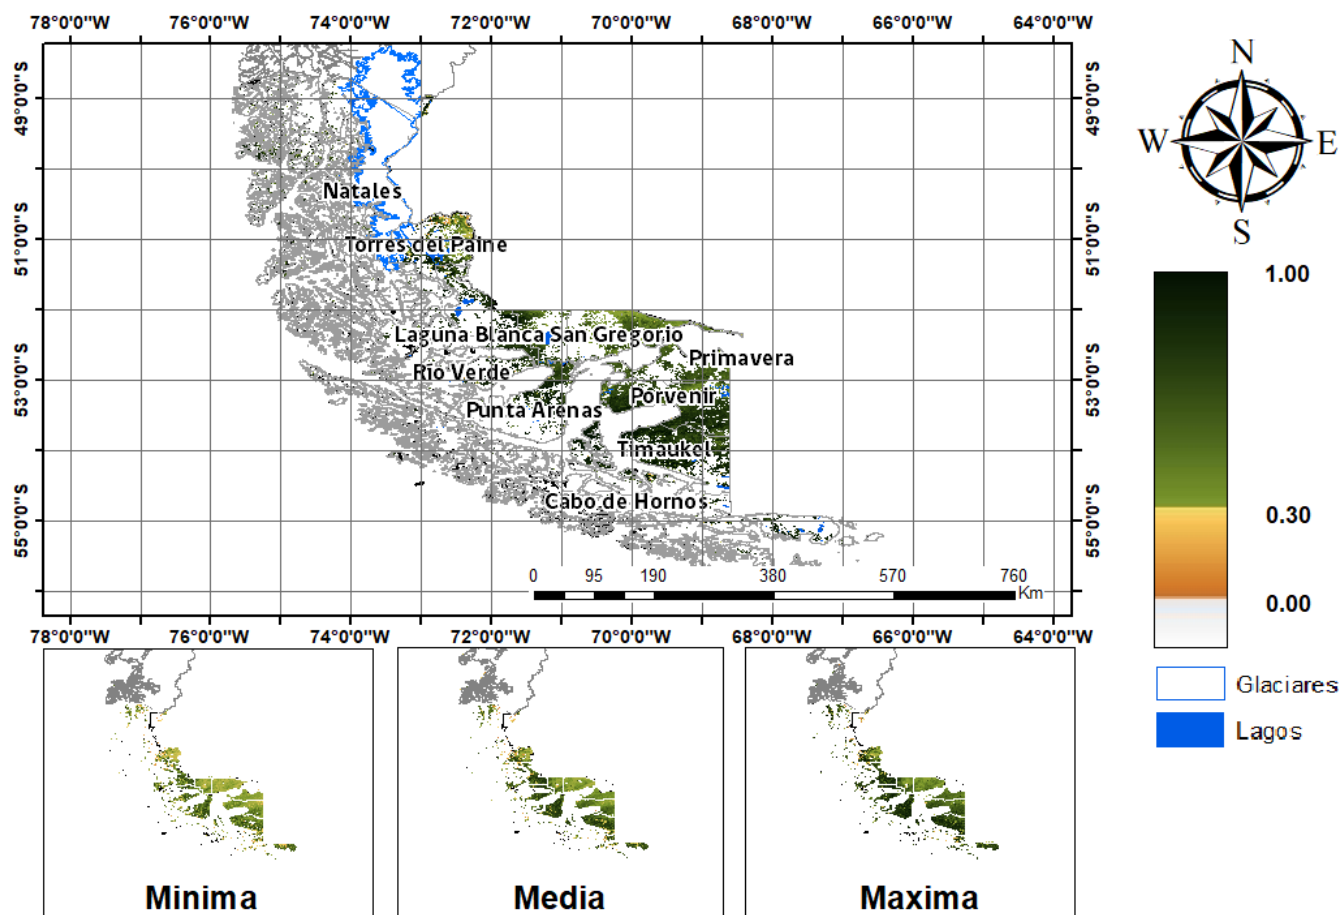 78°0'0"W 76°0'0"W 74°0'0"W 72°0'0"W 70°0'0"W 68°0'0"W 66°0'0"W 64°0'0"W
49°0'0"S 49°0'0"S
51°0'0"S 51°0'0"S
53°0'0"S 53°0'0"S
55°0'0"S 55°0'0"S
Natales
Torres del Paine
Laguna Blanca San Gregorio
Primavera
Río Verde
Porvenir
Punta Arenas
Timaukel
Cabo de Hornos
0 95 190 380 570 760
Km
78°0'0"W 76°0'0"W 74°0'0"W 72°0'0"W 70°0'0"W 68°0'0"W 66°0'0"W 64°0'0"W
N
W E
S
1.00
0.30
0.00
Glaciares
Lagos
Minima Media Maxima